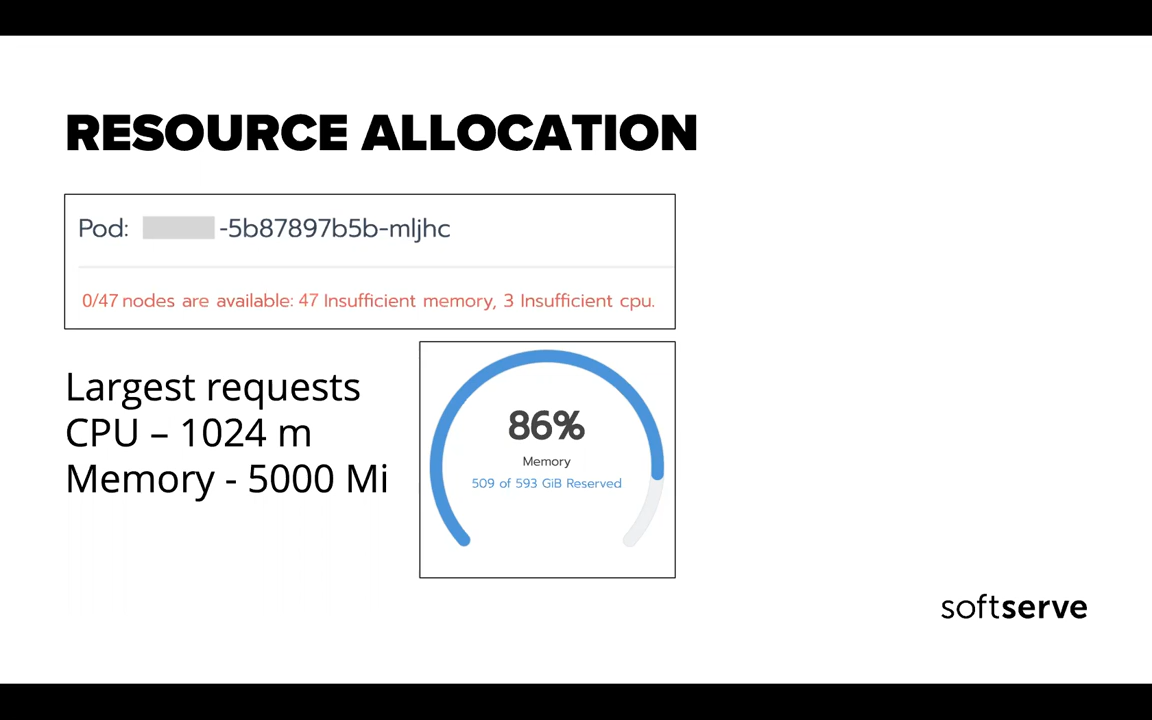 RESOURCE ALLOCATION
Pod: -5b87897b5b-mljhc
0/47 nodes are available: 47 Insufficient memory, 3 Insufficient cpu.
Largest requests
CPU – 1024 m
Memory - 5000 Mi
86%
Memory
509 of 593 GiB Reserved
softserve